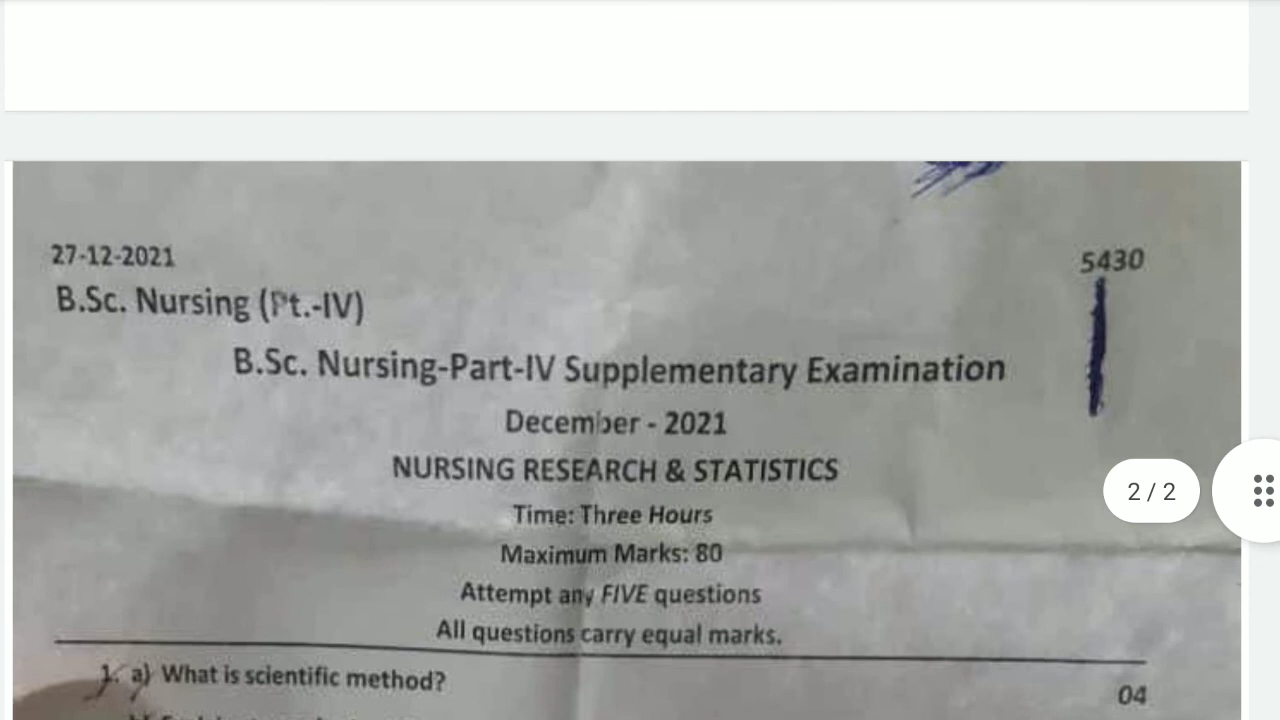 27-12-2021
5430
B.Sc. Nursing (Pt.-IV)
B.Sc. Nursing-Part-IV Supplementary Examination
December - 2021
NURSING RESEARCH & STATISTICS
Time: Three Hours
Maximum Marks: 80
Attempt any FIVE questions
All questions carry equal marks.
1. a) What is scientific method?
04
2 / 2